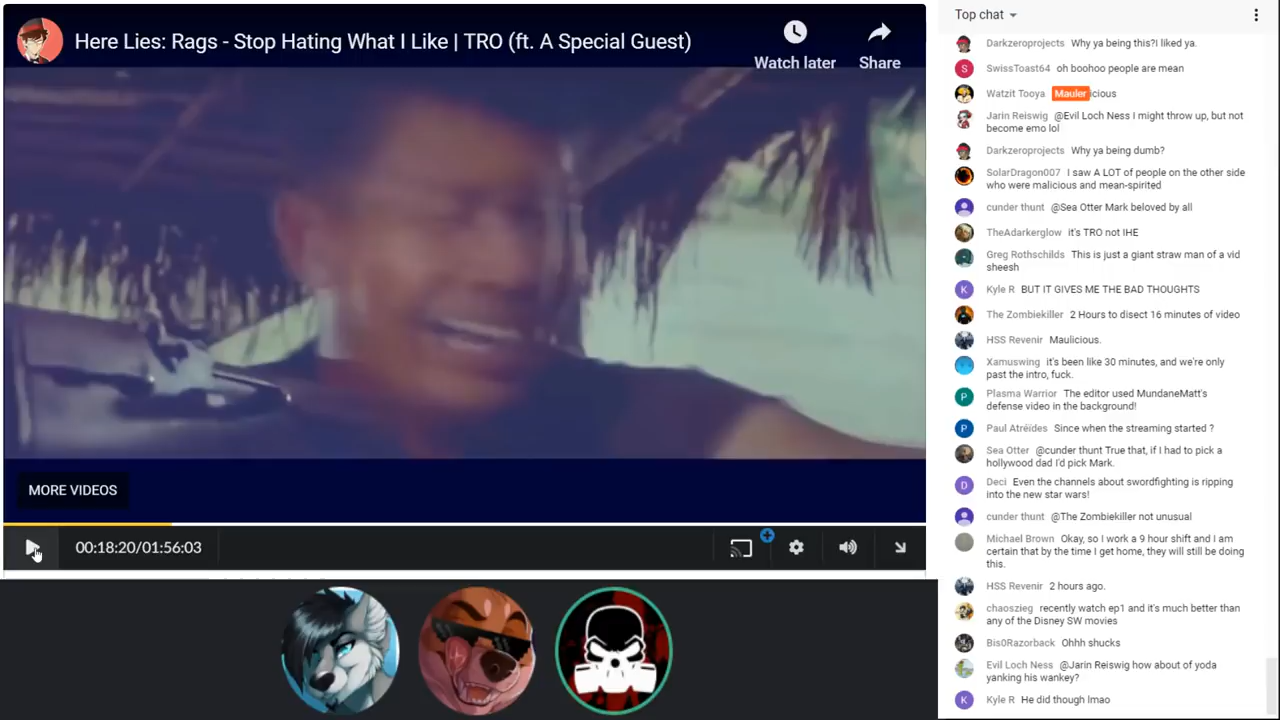 Here Lies: Rags - Stop Hating What I Like | TRO (ft. A Special Guest)
Watch later
Share
MORE VIDEOS
00:18:20/01:56:03
Top chat
Darkzeroprojects Why ya being this?I liked ya.
SwissToast64 oh boohoo people are mean
Watzit Tooya Mauler icious
Jarin Reiswig @Evil Loch Ness I might throw up, but not
become emo lol
Darkzeroprojects Why ya being dumb?
SolarDragon007 I saw A LOT of people on the other side
who were malicious and mean-spirited
cunder thunt @Sea Otter Mark beloved by all
TheAdarkerglow it's TRO not IHE
Greg Rothschilds This is just a giant straw man of a vid
sheesh
Kyle R BUT IT GIVES ME THE BAD THOUGHTS
The Zombiekiller 2 Hours to disect 16 minutes of video
HSS Revenir Maulicious.
Xamuswing it's been like 30 minutes, and we're only
past the intro, fuck.
Plasma Warrior The editor used MundaneMatt's
defense video in the background!
Paul Atréides Since when the streaming started ?
Sea Otter @cunder thunt True that, if I had to pick a
hollywood dad I'd pick Mark.
Deci Even the channels about swordfighting is ripping
into the new star wars!
cunder thunt @The Zombiekiller not unusual
Michael Brown Okay, so I work a 9 hour shift and I am
certain that by the time I get home, they will still be doing
this.
HSS Revenir 2 hours ago.
chaoszieg recently watch ep1 and it's much better than
any of the Disney SW movies
Bis0Razorback Ohhh shucks
Evil Loch Ness @Jarin Reiswig how about of yoda
yanking his wankey?
Kyle R He did though lmao